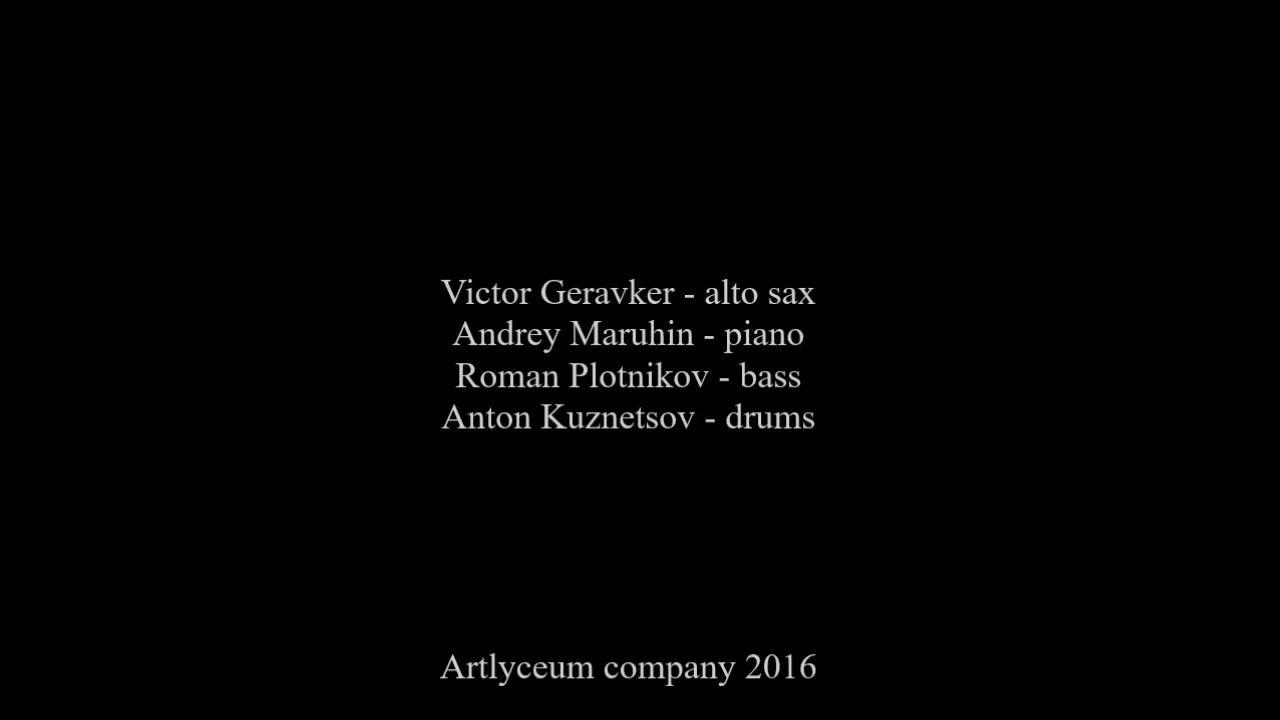 Victor Geravker - alto sax
Andrey Maruhin - piano
Roman Plotnikov - bass
Anton Kuznetsov - drums
Artlyceum company 2016